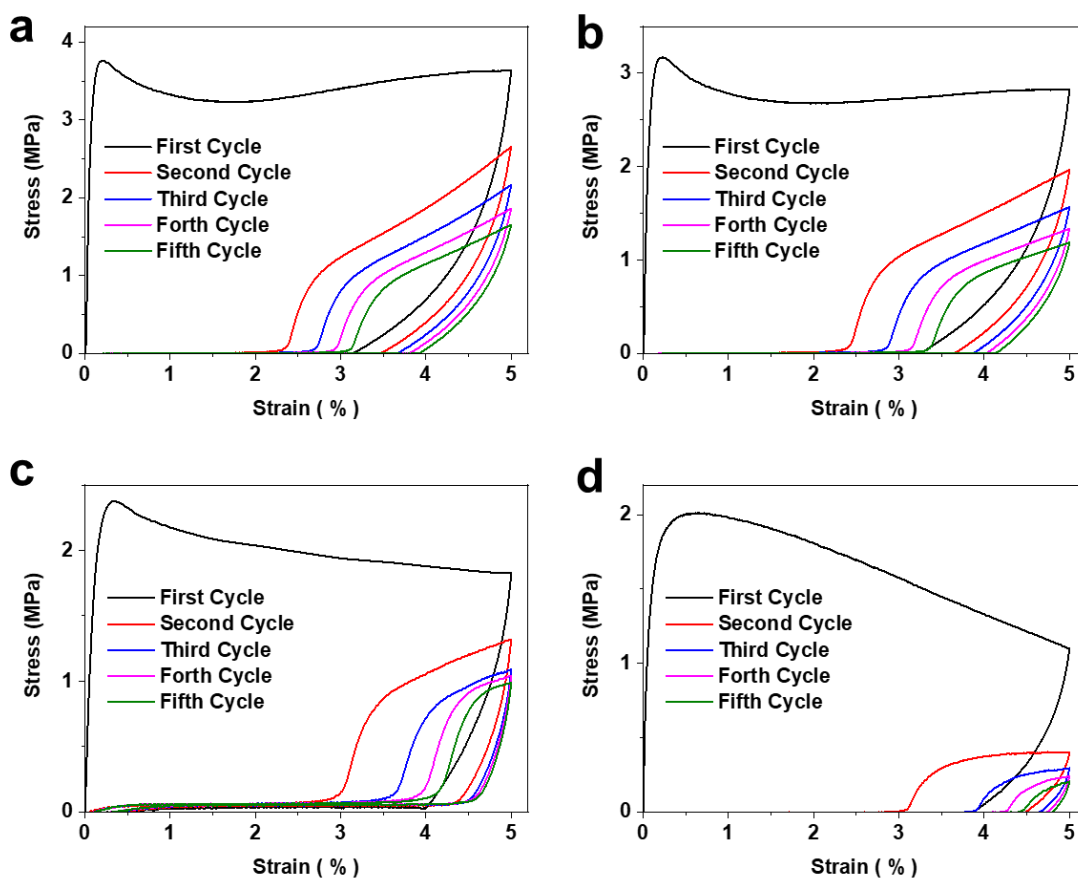 a
4
3
2
1
0
Stress (MPa)
First Cycle
Second Cycle
Third Cycle
Forth Cycle
Fifth Cycle
0 1 2 3 4 5
Strain ( % )
b
3
2
1
0
Stress (MPa)
First Cycle
Second Cycle
Third Cycle
Forth Cycle
Fifth Cycle
0 1 2 3 4 5
Strain ( % )
c
2
1
0
Stress (MPa)
First Cycle
Second Cycle
Third Cycle
Forth Cycle
Fifth Cycle
0 1 2 3 4 5
Strain ( % )
d
2
1
0
Stress (MPa)
First Cycle
Second Cycle
Third Cycle
Forth Cycle
Fifth Cycle
0 1 2 3 4 5
Strain ( % )